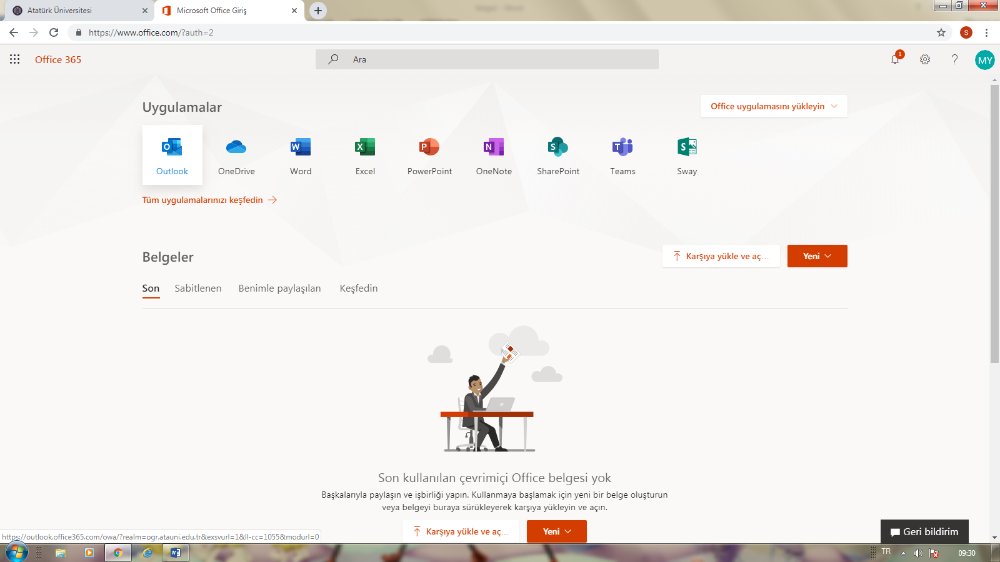 Atatürk Üniversitesi
Microsoft Office Giriş
https://www.office.com/?auth=2
S
Office 365
Ara
1
MY
Uygulamalar
Office uygulamasını yükleyin
Outlook
OneDrive
Word
Excel
PowerPoint
OneNote
SharePoint
Teams
Sway
Tüm uygulamalarınızı keşfedin
Belgeler
Karşıya yükle ve aç...
Yeni
Son
Sabitlenen
Benimle paylaşılan
Keşfedin
Son kullanılan çevrimiçi Office belgesi yok
Başkalarıyla paylaşın ve işbirliği yapın. Kullanmaya başlamak için yeni bir belge oluşturun
veya belgeyi buraya sürükleyerek karşıya yükleyin ve açın.
Karşıya yükle ve aç...
Yeni
Geri bildirim
https://outlook.office365.com/owa/?realm=ogr.atauni.edu.tr&exsvurl=1&ll-cc=1055&modurl=0
TR
09:30